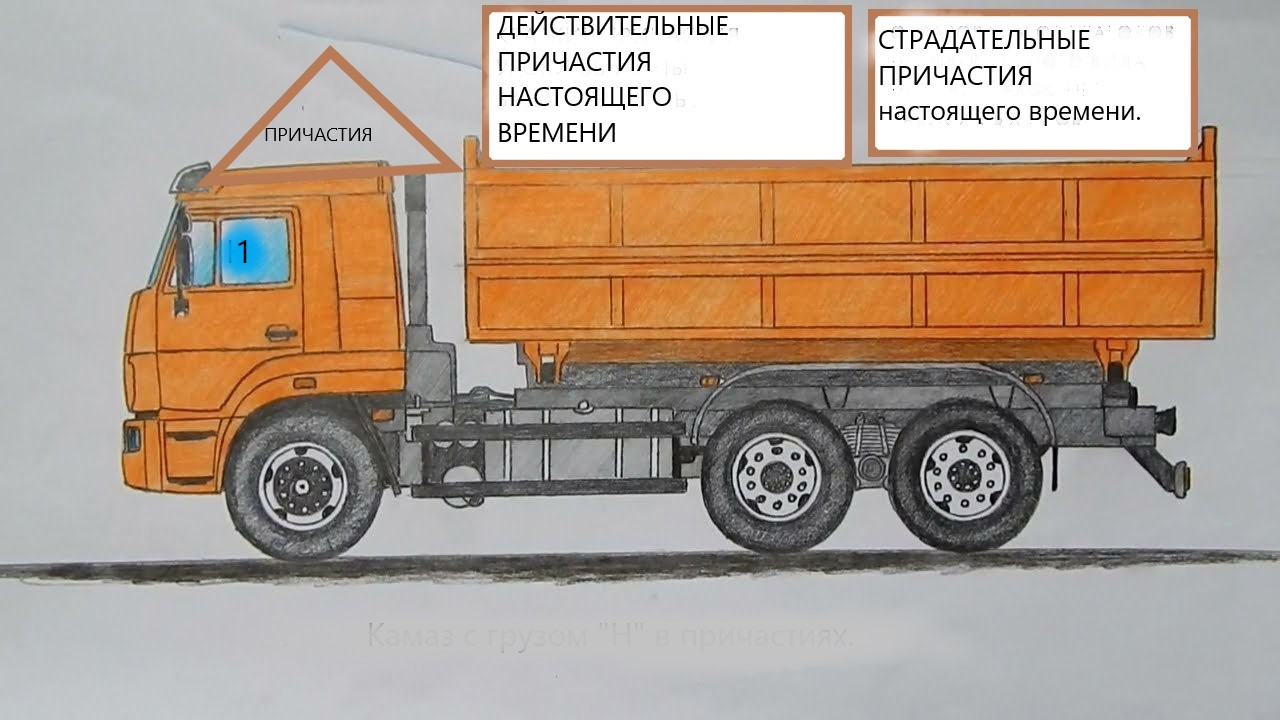 ПРИЧАСТИЯ
ДЕЙСТВИТЕЛЬНЫЕ
ПРИЧАСТИЯ
НАСТОЯЩЕГО
ВРЕМЕНИ
СТРАДАТЕЛЬНЫЕ
ПРИЧАСТИЯ
настоящего времени.
1
Камаз с грузом "Н" в причастиях.